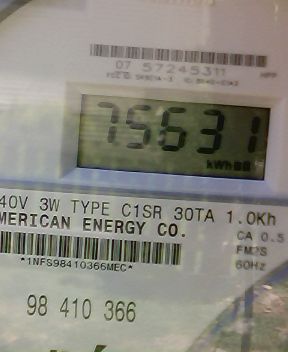 07 57245311
HPP
75631
kWh
40V 3W TYPE C1SR 30TA 1.0Kh
MERICAN ENERGY CO.
CA 0.5
FM2S
60Hz
*1NFS98410366MEC*
98 410 366